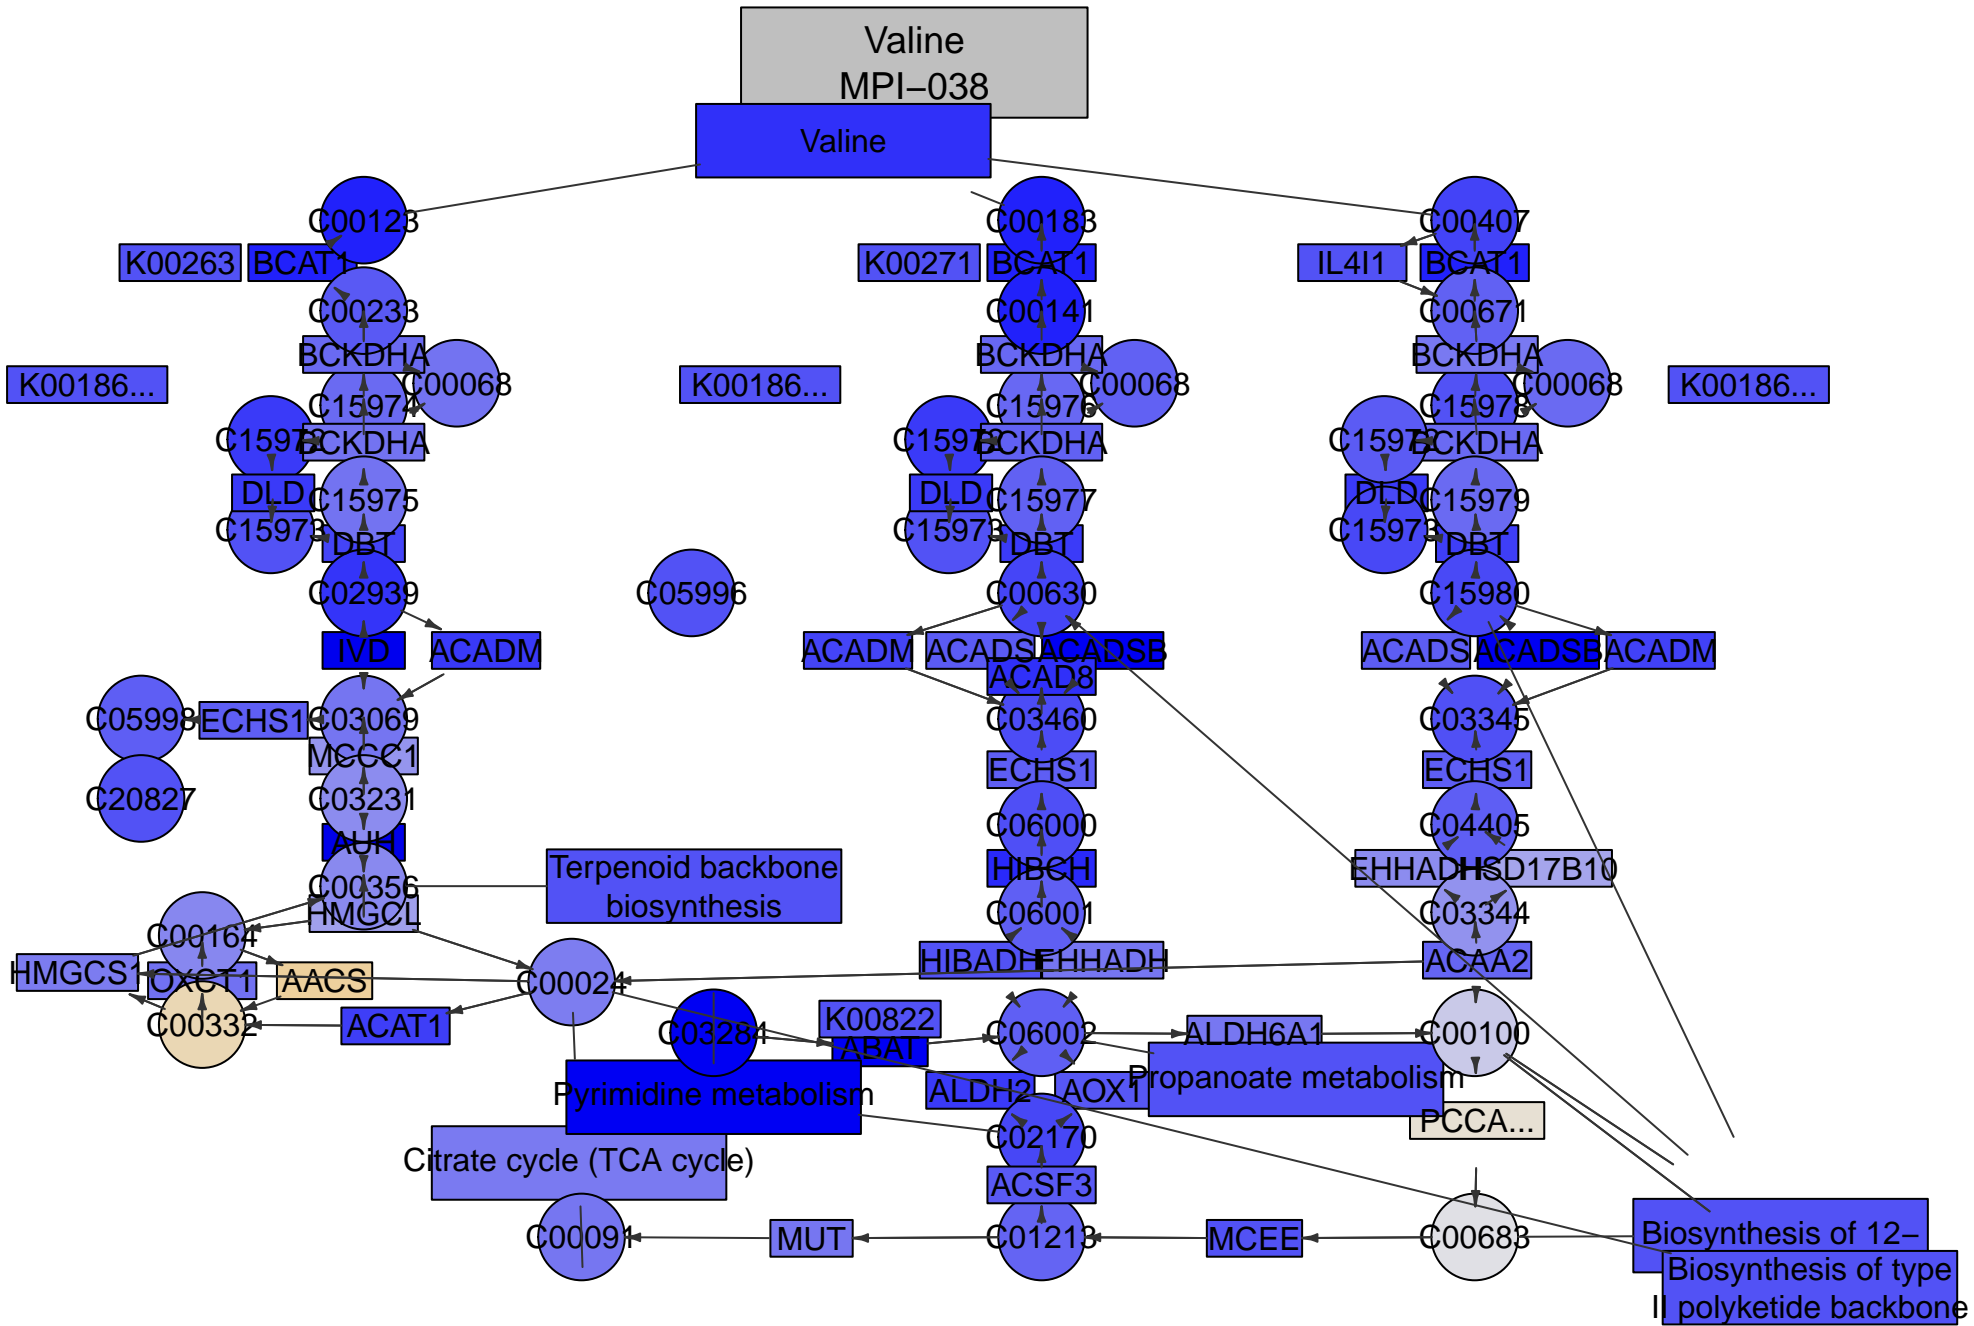 Valine
MPI−038
Valine
C00123
C00183
C00407
K00263
BCAT1
K00271
BCAT1
IL4I1
BCAT1
C00233
C00141
C00671
BCKDHA
BCKDHA
BCKDHA
K00186...
C00068
K00186...
C00068
C00068
K00186...
C15974
C15976
C15978
C15972
BCKDHA
C15972
BCKDHA
C15972
BCKDHA
DLD
C15975
DLD
C15977
DLD
C15979
C15973
DBT
C15973
DBT
C15973
DBT
C02939
C05996
C00630
C15980
IVD
ACADM
ACADM
ACADS
ACADSB
ACADS
ACADSB
ACADM
ACAD8
C05998
ECHS1
C03069
C03460
C03345
MCCC1
ECHS1
ECHS1
C20827
C03231
C06000
C04405
AUH
HIBCH
EHHADH
HSD17B10
C00356
Terpenoid backbone
biosynthesis
HMGCL
C06001
C03344
C00164
HMGCS1
OXCT1
AACS
C00024
HIBADH
EHHADH
ACAA2
C00332
ACAT1
C03284
K00822
ABAT
C06002
ALDH6A1
C00100
Pyrimidine metabolism
ALDH2
AOX1
Propanoate metabolism
PCCA...
C02170
Citrate cycle (TCA cycle)
ACSF3
C00091
MUT
C01213
MCEE
C00683
Biosynthesis of 12−
Biosynthesis of type
II polyketide backbone